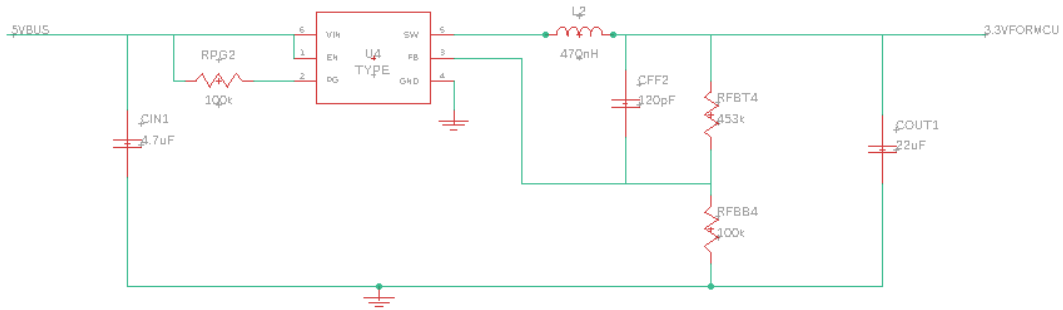 5VBUS
RPG2
100k
CIN1
4.7uF
6
1
2
VIN
EN
PG
U4
TYPE
SW
FB
GND
5
3
4
L2
470nH
CFF2
120pF
RFBT4
453k
RFBB4
100k
COUT1
22uF
3.3VFORMCU